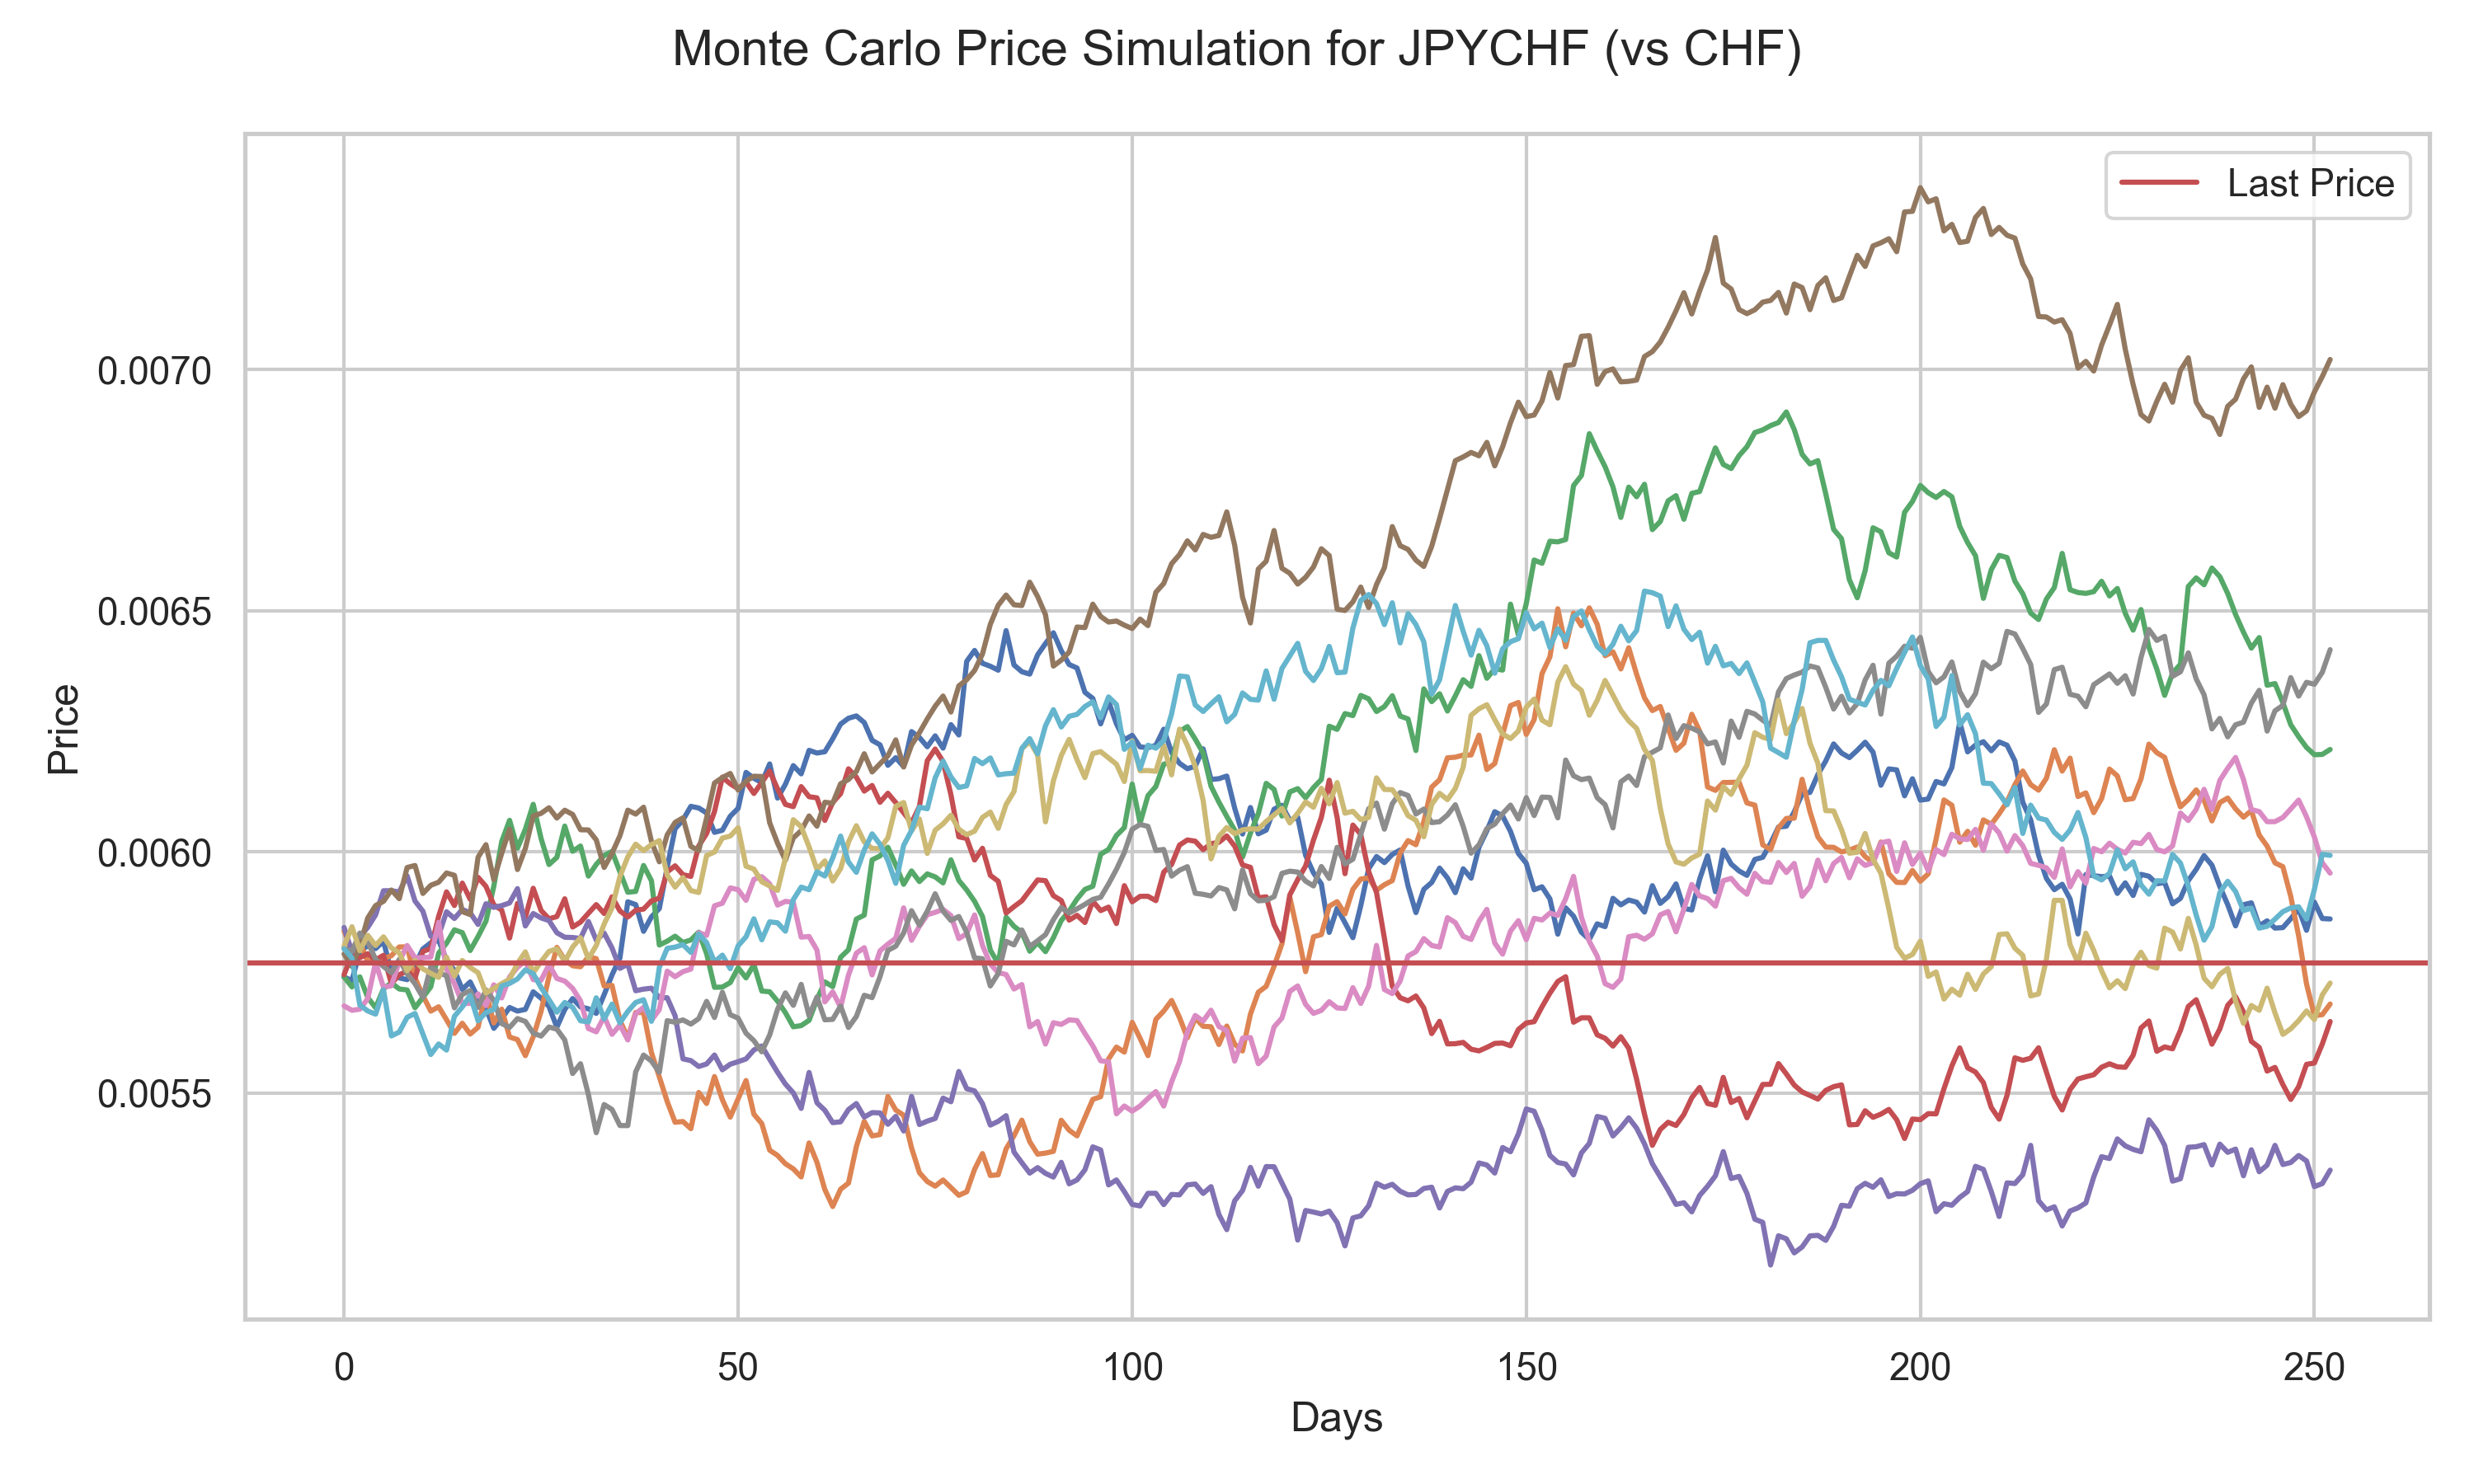 Monte Carlo Price Simulation for JPYCHF (vs CHF)
Last Price
0.0070
0.0065
0.0060
0.0055
Price
0 50 100 150 200 250
Days